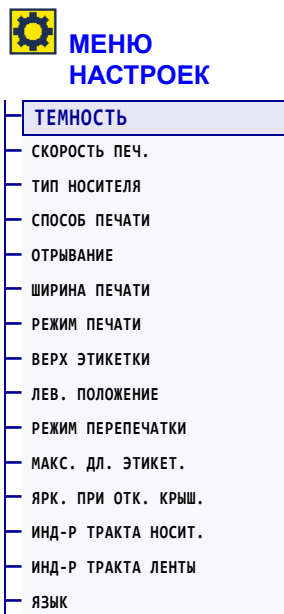 МЕНЮ
НАСТРОЕК
ТЕМНОСТЬ
СКОРОСТЬ ПЕЧ.
ТИП НОСИТЕЛЯ
СПОСОБ ПЕЧАТИ
ОТРЫВАНИЕ
ШИРИНА ПЕЧАТИ
РЕЖИМ ПЕЧАТИ
ВЕРХ ЭТИКЕТКИ
ЛЕВ. ПОЛОЖЕНИЕ
РЕЖИМ ПЕРЕПЕЧАТКИ
МАКС. ДЛ. ЭТИКЕТ.
ЯРК. ПРИ ОТК. КРЫШ.
ИНД-Р ТРАКТА НОСИТ.
ИНД-Р ТРАКТА ЛЕНТЫ
ЯЗЫК